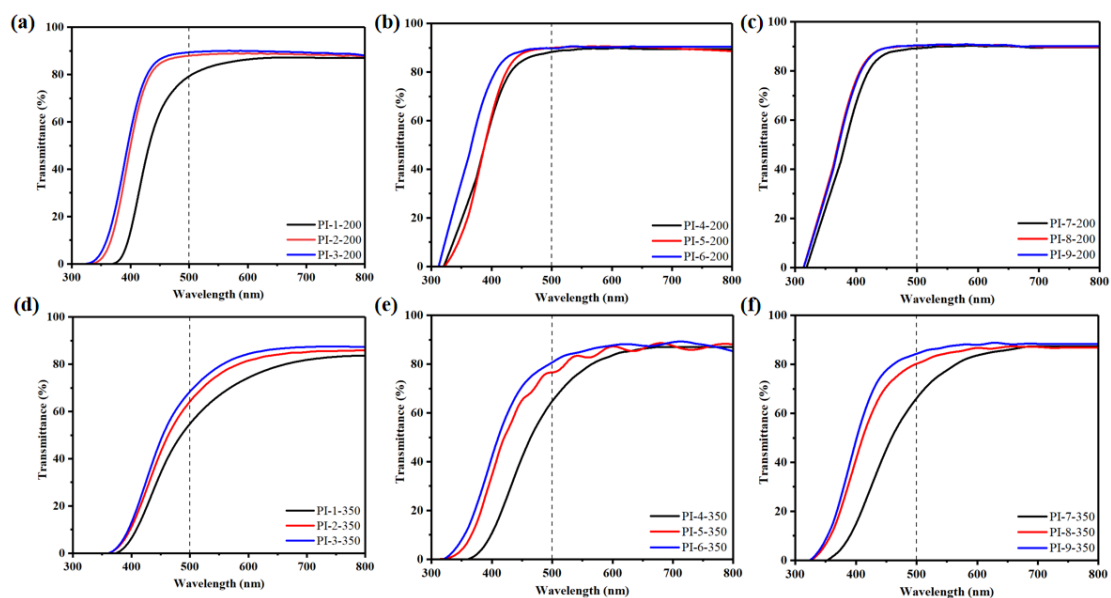 (a)
100
80
60
40
20
0
300 400 500 600 700 800
Transmittance (%)
Wavelength (nm)
PI-1-200
PI-2-200
PI-3-200
(b)
100
80
60
40
20
0
300 400 500 600 700 800
Transmittance (%)
Wavelength (nm)
PI-4-200
PI-5-200
PI-6-200
(c)
100
80
60
40
20
0
300 400 500 600 700 800
Transmittance (%)
Wavelength (nm)
PI-7-200
PI-8-200
PI-9-200
(d)
100
80
60
40
20
0
300 400 500 600 700 800
Transmittance (%)
Wavelength (nm)
PI-1-350
PI-2-350
PI-3-350
(e)
100
80
60
40
20
0
300 400 500 600 700 800
Transmittance (%)
Wavelength (nm)
PI-4-350
PI-5-350
PI-6-350
(f)
100
80
60
40
20
0
300 400 500 600 700 800
Transmittance (%)
Wavelength (nm)
PI-7-350
PI-8-350
PI-9-350